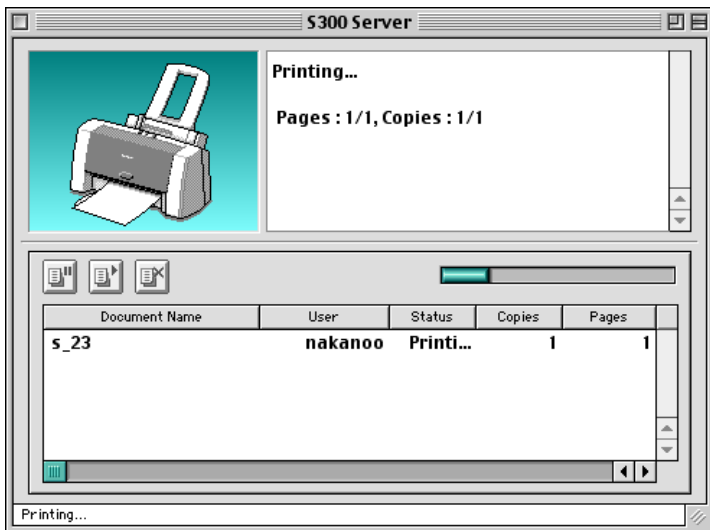 S300 Server
Printing...
Pages : 1/1, Copies : 1/1
Document Name User Status Copies Pages
s_23 nakanoo Printi... 1 1
Printing...